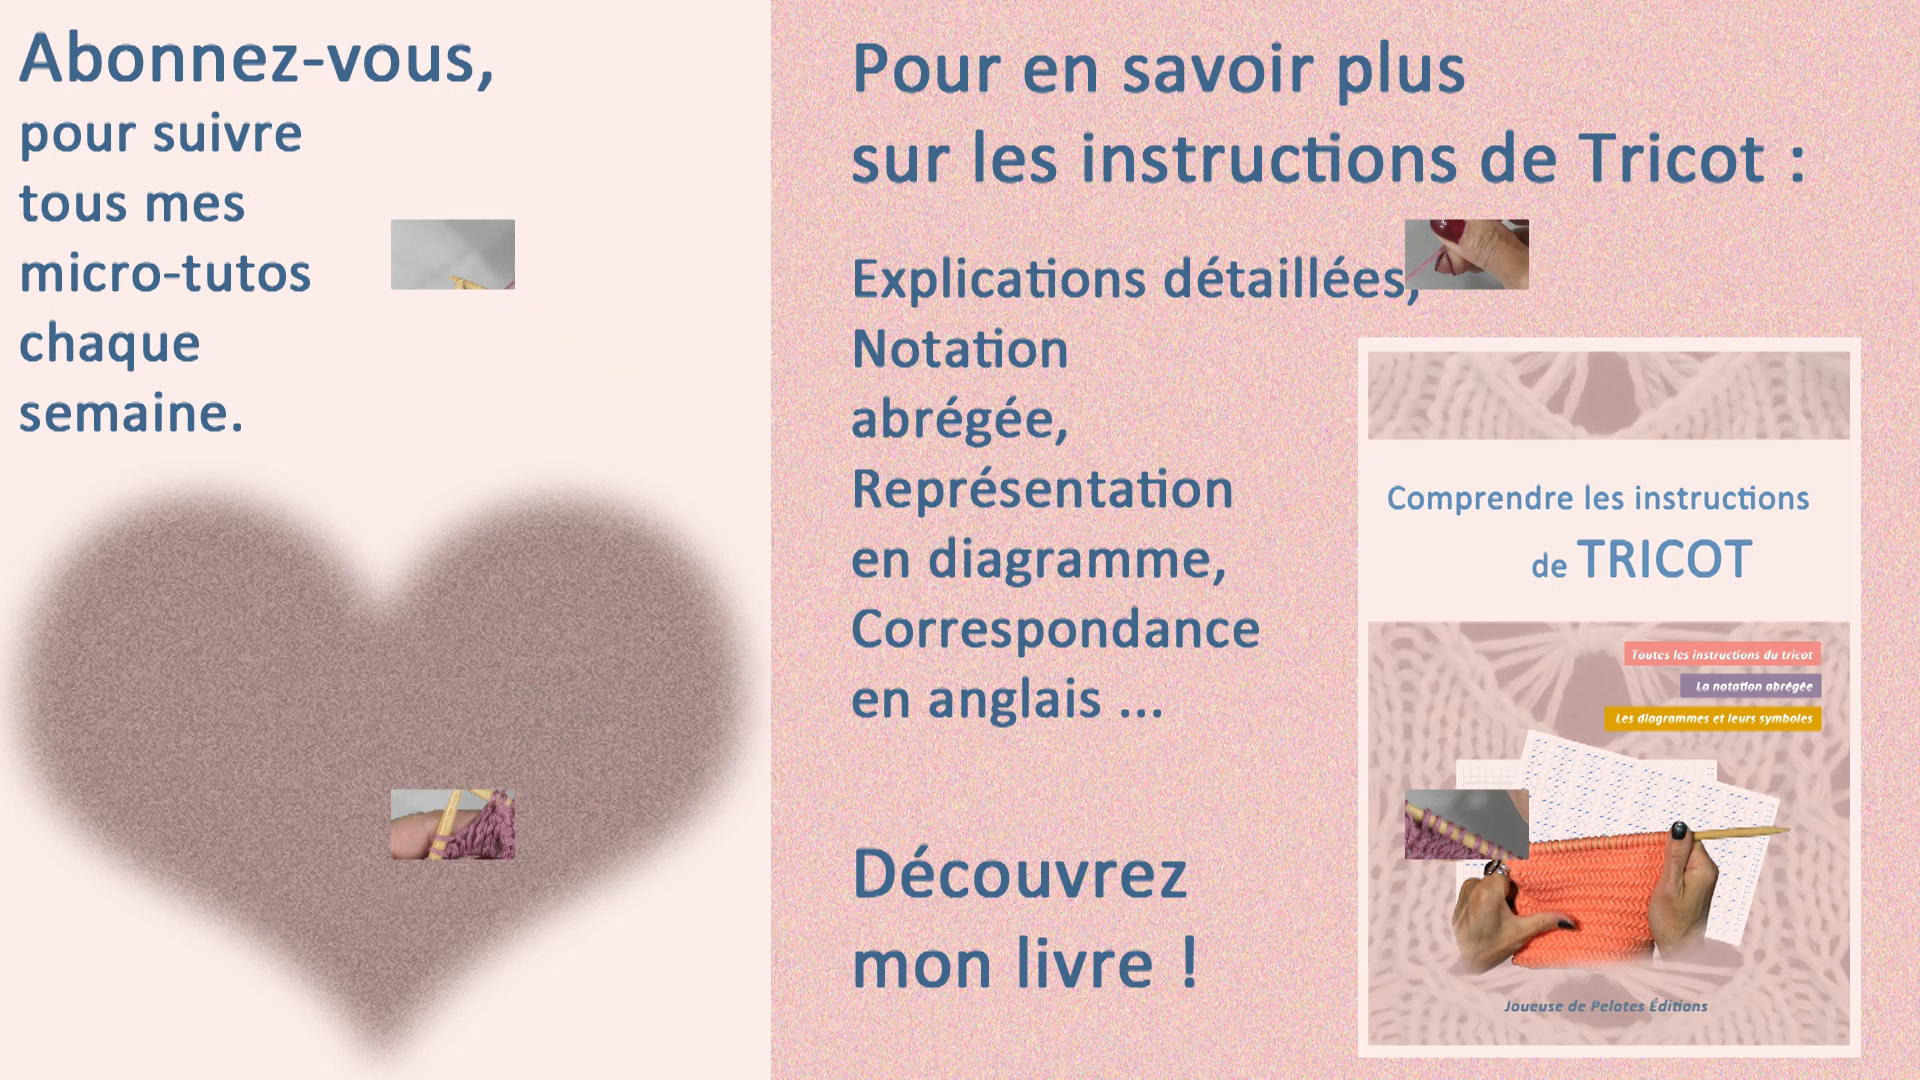 Abonnez-vous,
pour suivre
tous mes
micro-tutos
chaque
semaine.
Pour en savoir plus
sur les instructions de Tricot :
Explications détaillées,
Notation
abrégée,
Représentation
en diagramme,
Correspondance
en anglais ...
Découvrez
mon livre !
Comprendre les instructions
de TRICOT
Toutes les instructions du tricot
La notation abrégée
Les diagrammes et leurs symboles
Joueuse de Pelotes Éditions